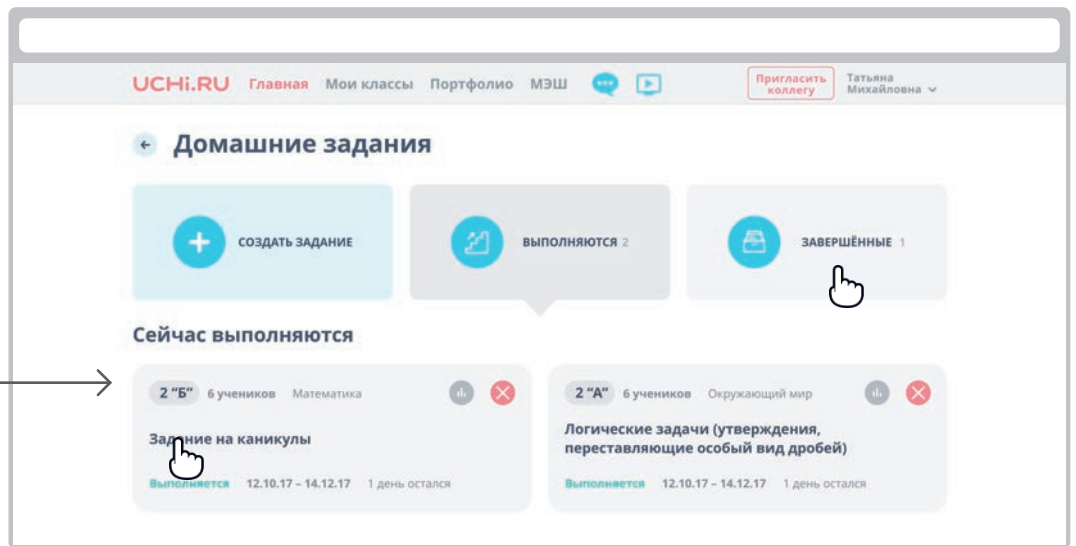 UCHi.RU Главная Мои классы Портфолио МЭШ
Пригласить
коллегу
Татьяна
Михайловна
Домашние задания
СОЗДАТЬ ЗАДАНИЕ
ВЫПОЛНЯЮТСЯ 2
ЗАВЕРШЁННЫЕ 1
Сейчас выполняются
2 "Б" 6 учеников Математика
Задание на каникулы
Выполняется 12.10.17 – 14.12.17 1 день остался
2 "А" 6 учеников Окружающий мир
Логические задачи (утверждения,
переставляющие особый вид дробей)
Выполняется 12.10.17 – 14.12.17 1 день остался